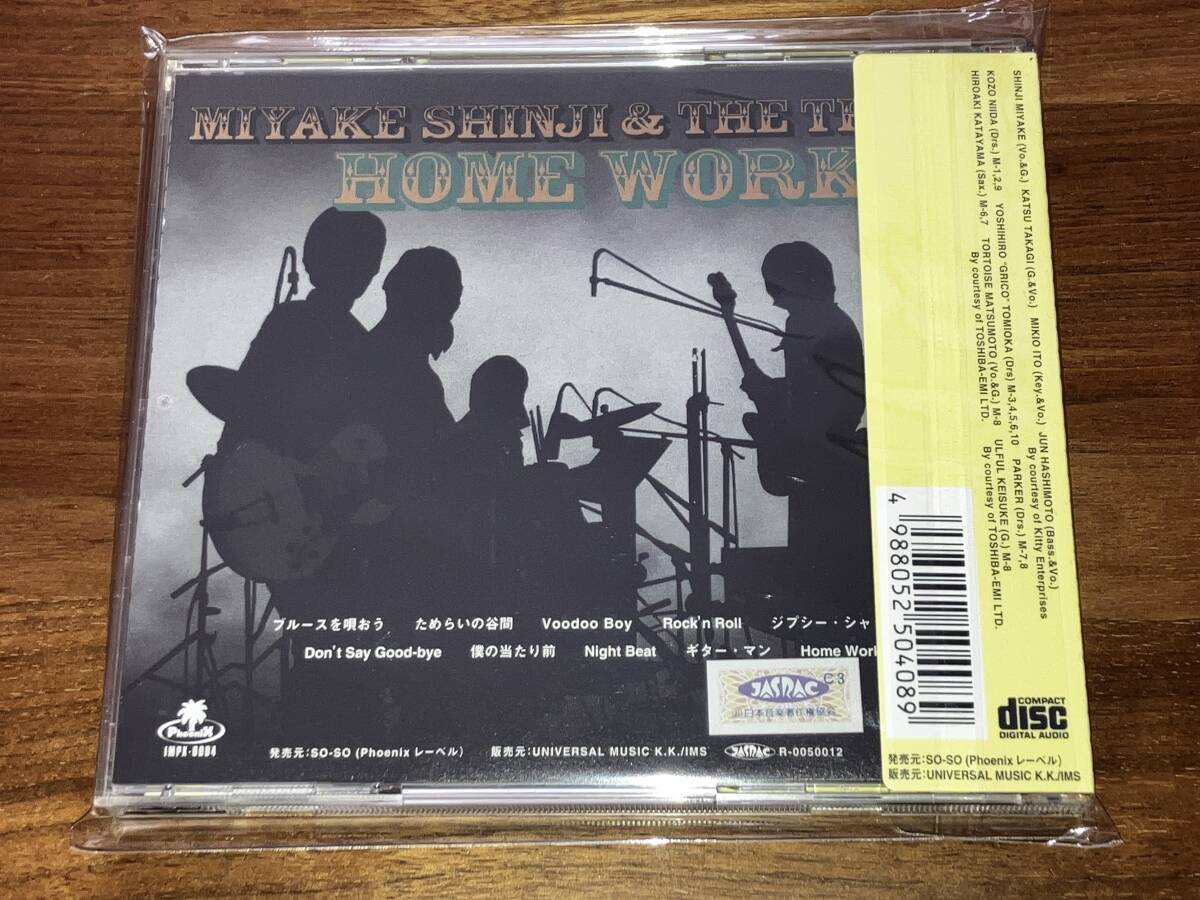 MIYAKE SHINJI & THE
HOME WORK
ブルースを唄おう ためらいの谷間 Voodoo Boy Rock'n Roll ジプシー・シャ
Don't Say Good-bye 僕の当たり前 Night Beat ギター・マン Home Work
PhoeniX
IMPX-0004
発売元:SO-SO (Phoenix レーベル) 販売元:UNIVERSAL MUSIC K.K./IMS JASRAC R-0050012
JASRAC C3
日本音楽著作権協会
SHINJI MIYAKE (Vo.&G.) KATSU TAKAGI (G.&Vo.) MIKIO ITO (Key.&Vo.) JUN HASHIMOTO (Bass.&Vo.)
By courtesy of Kitty Enterprises
KOZO NIIDA (Drs.) M-1,2,9 YOSHIHIRO "GRICO" TOMIOKA (Drs) M-3,4,5,6,10 PARKER (Drs.) M-7,8
HIROAKI KATAYAMA (Sax.) M-6,7 TORTOISE MATSUMOTO (Vo.&G.) M-8 ULFUL KEISUKE (G.) M-8
By courtesy of TOSHIBA-EMI LTD. By courtesy of TOSHIBA-EMI LTD.
4 988052 504089
COMPACT
disc
DIGITAL AUDIO
発売元:SO-SO (Phoenix レーベル)
販売元:UNIVERSAL MUSIC K.K./IMS